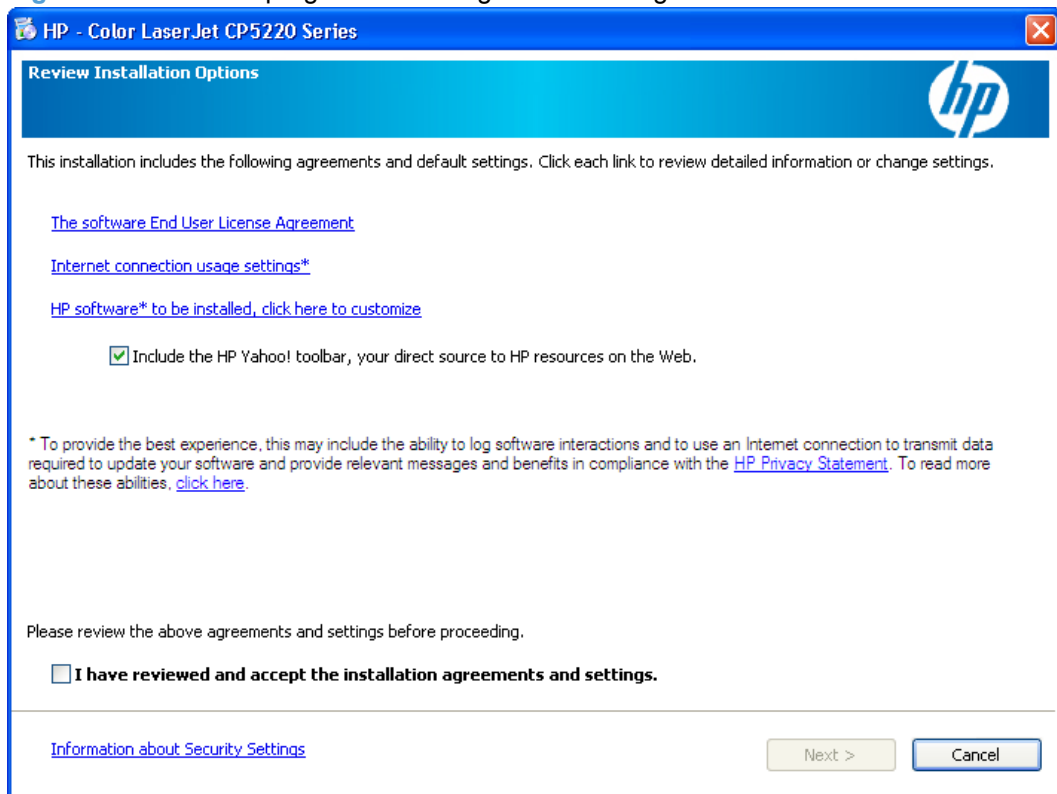 HP - Color LaserJet CP5220 Series
Review Installation Options
hp
This installation includes the following agreements and default settings. Click each link to review detailed information or change settings.
The software End User License Agreement
Internet connection usage settings*
HP software* to be installed, click here to customize
Include the HP Yahoo! toolbar, your direct source to HP resources on the Web.
* To provide the best experience, this may include the ability to log software interactions and to use an Internet connection to transmit data
required to update your software and provide relevant messages and benefits in compliance with the HP Privacy Statement. To read more
about these abilities, click here.
Please review the above agreements and settings before proceeding.
I have reviewed and accept the installation agreements and settings.
Information about Security Settings
Next >
Cancel